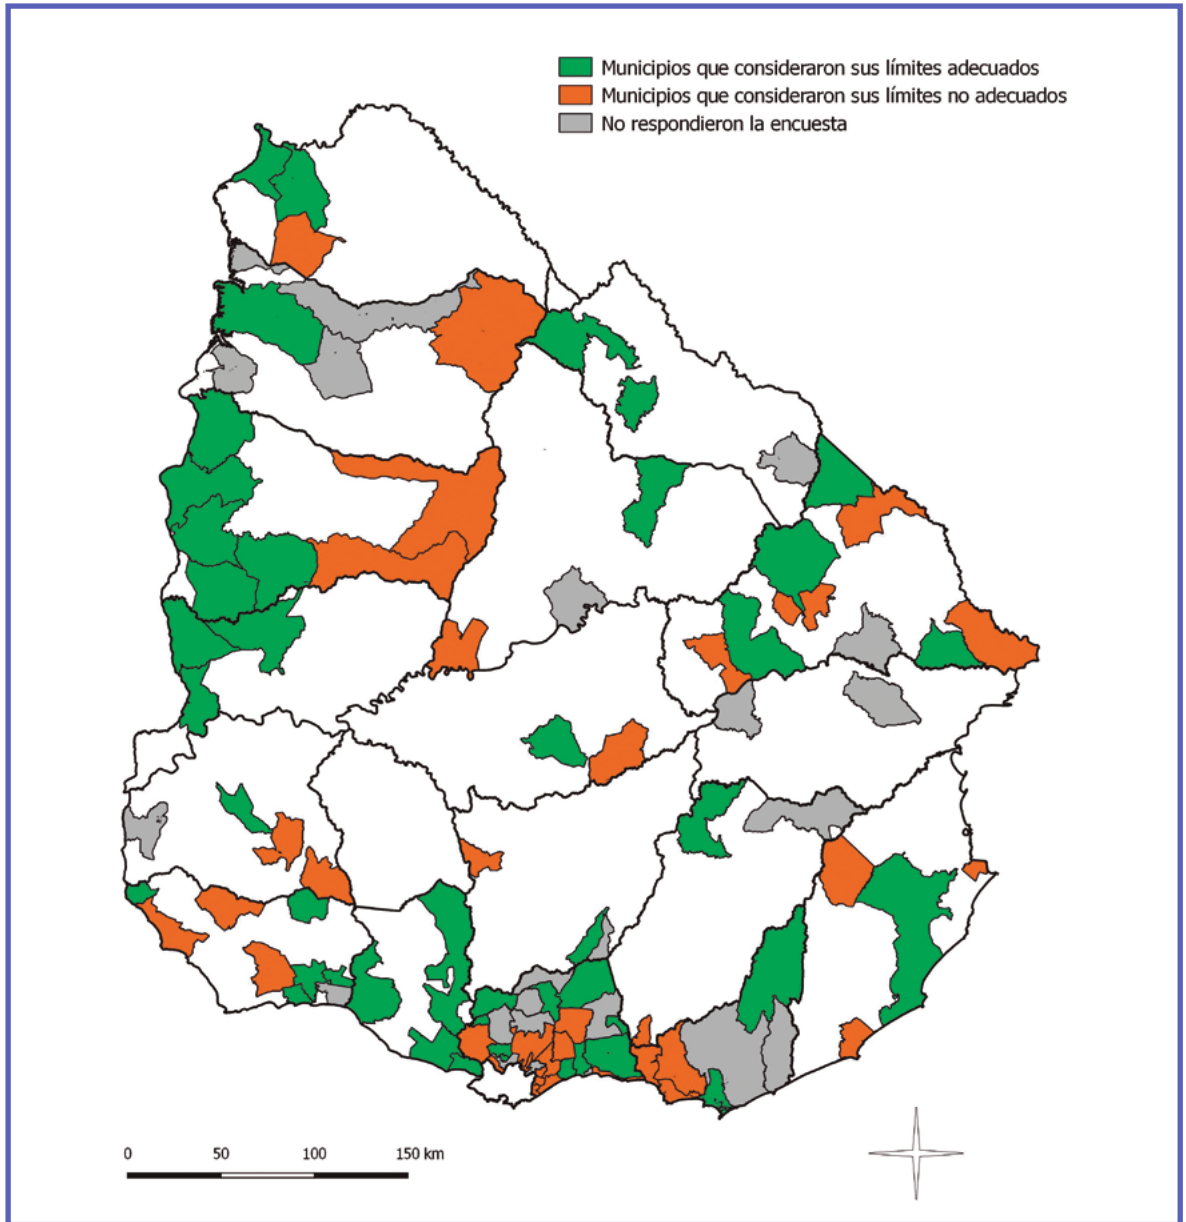 Municipios que consideraron sus límites adecuados
Municipios que consideraron sus límites no adecuados
No respondieron la encuesta
0 50 100 150 km